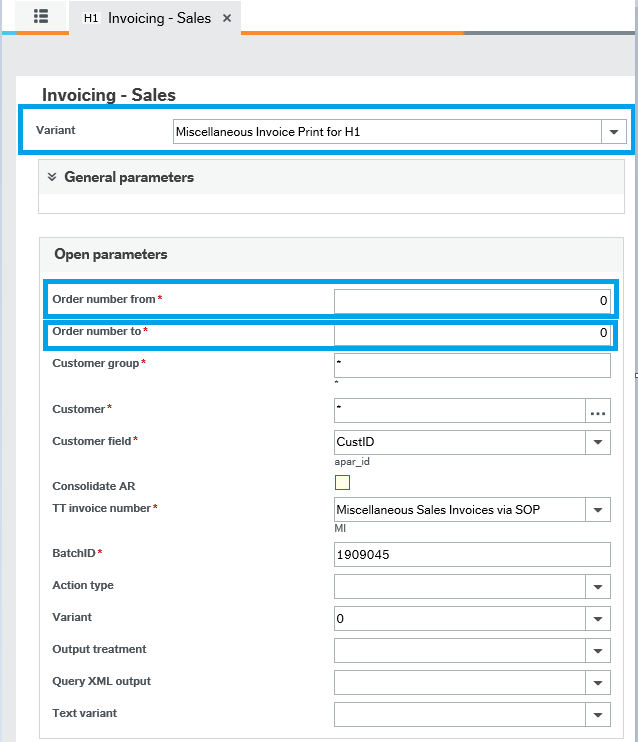 H1 Invoicing - Sales ×
Invoicing - Sales
Variant Miscellaneous Invoice Print for H1
General parameters
Open parameters
Order number from* 0
Order number to* 0
Customer group* *
*
Customer* * ...
Customer field* CustID
apar_id
Consolidate AR
TT invoice number* Miscellaneous Sales Invoices via SOP
MI
BatchID* 1909045
Action type
Variant 0
Output treatment
Query XML output
Text variant